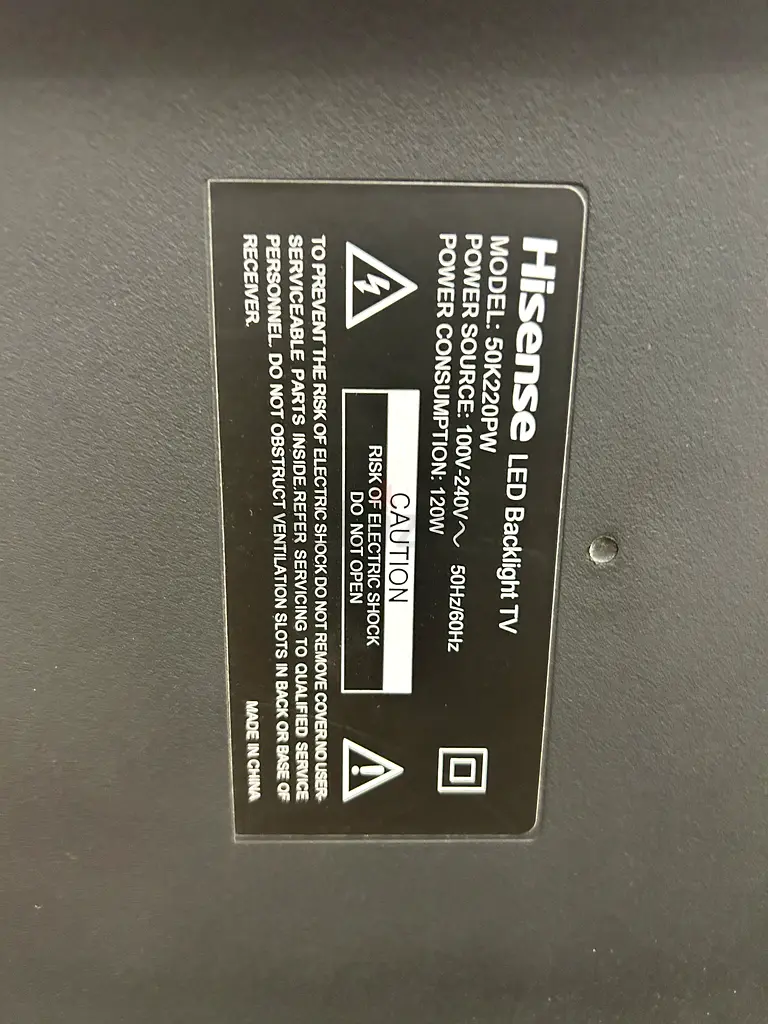 Hisense LED Backlight TV
MODEL: 50K220PW
POWER SOURCE: 100V-240V～ 50Hz/60Hz
POWER CONSUMPTION: 120W
CAUTION
RISK OF ELECTRIC SHOCK
DO NOT OPEN
TO PREVENT THE RISK OF ELECTRIC SHOCK DO NOT REMOVE COVER.NO USER-
SERVICEABLE PARTS INSIDE.REFER SERVICING TO QUALIFIED SERVICE
PERSONNEL. DO NOT OBSTRUCT VENTILATION SLOTS IN BACK OR BASE OF
RECEIVER.
MADE IN CHINA